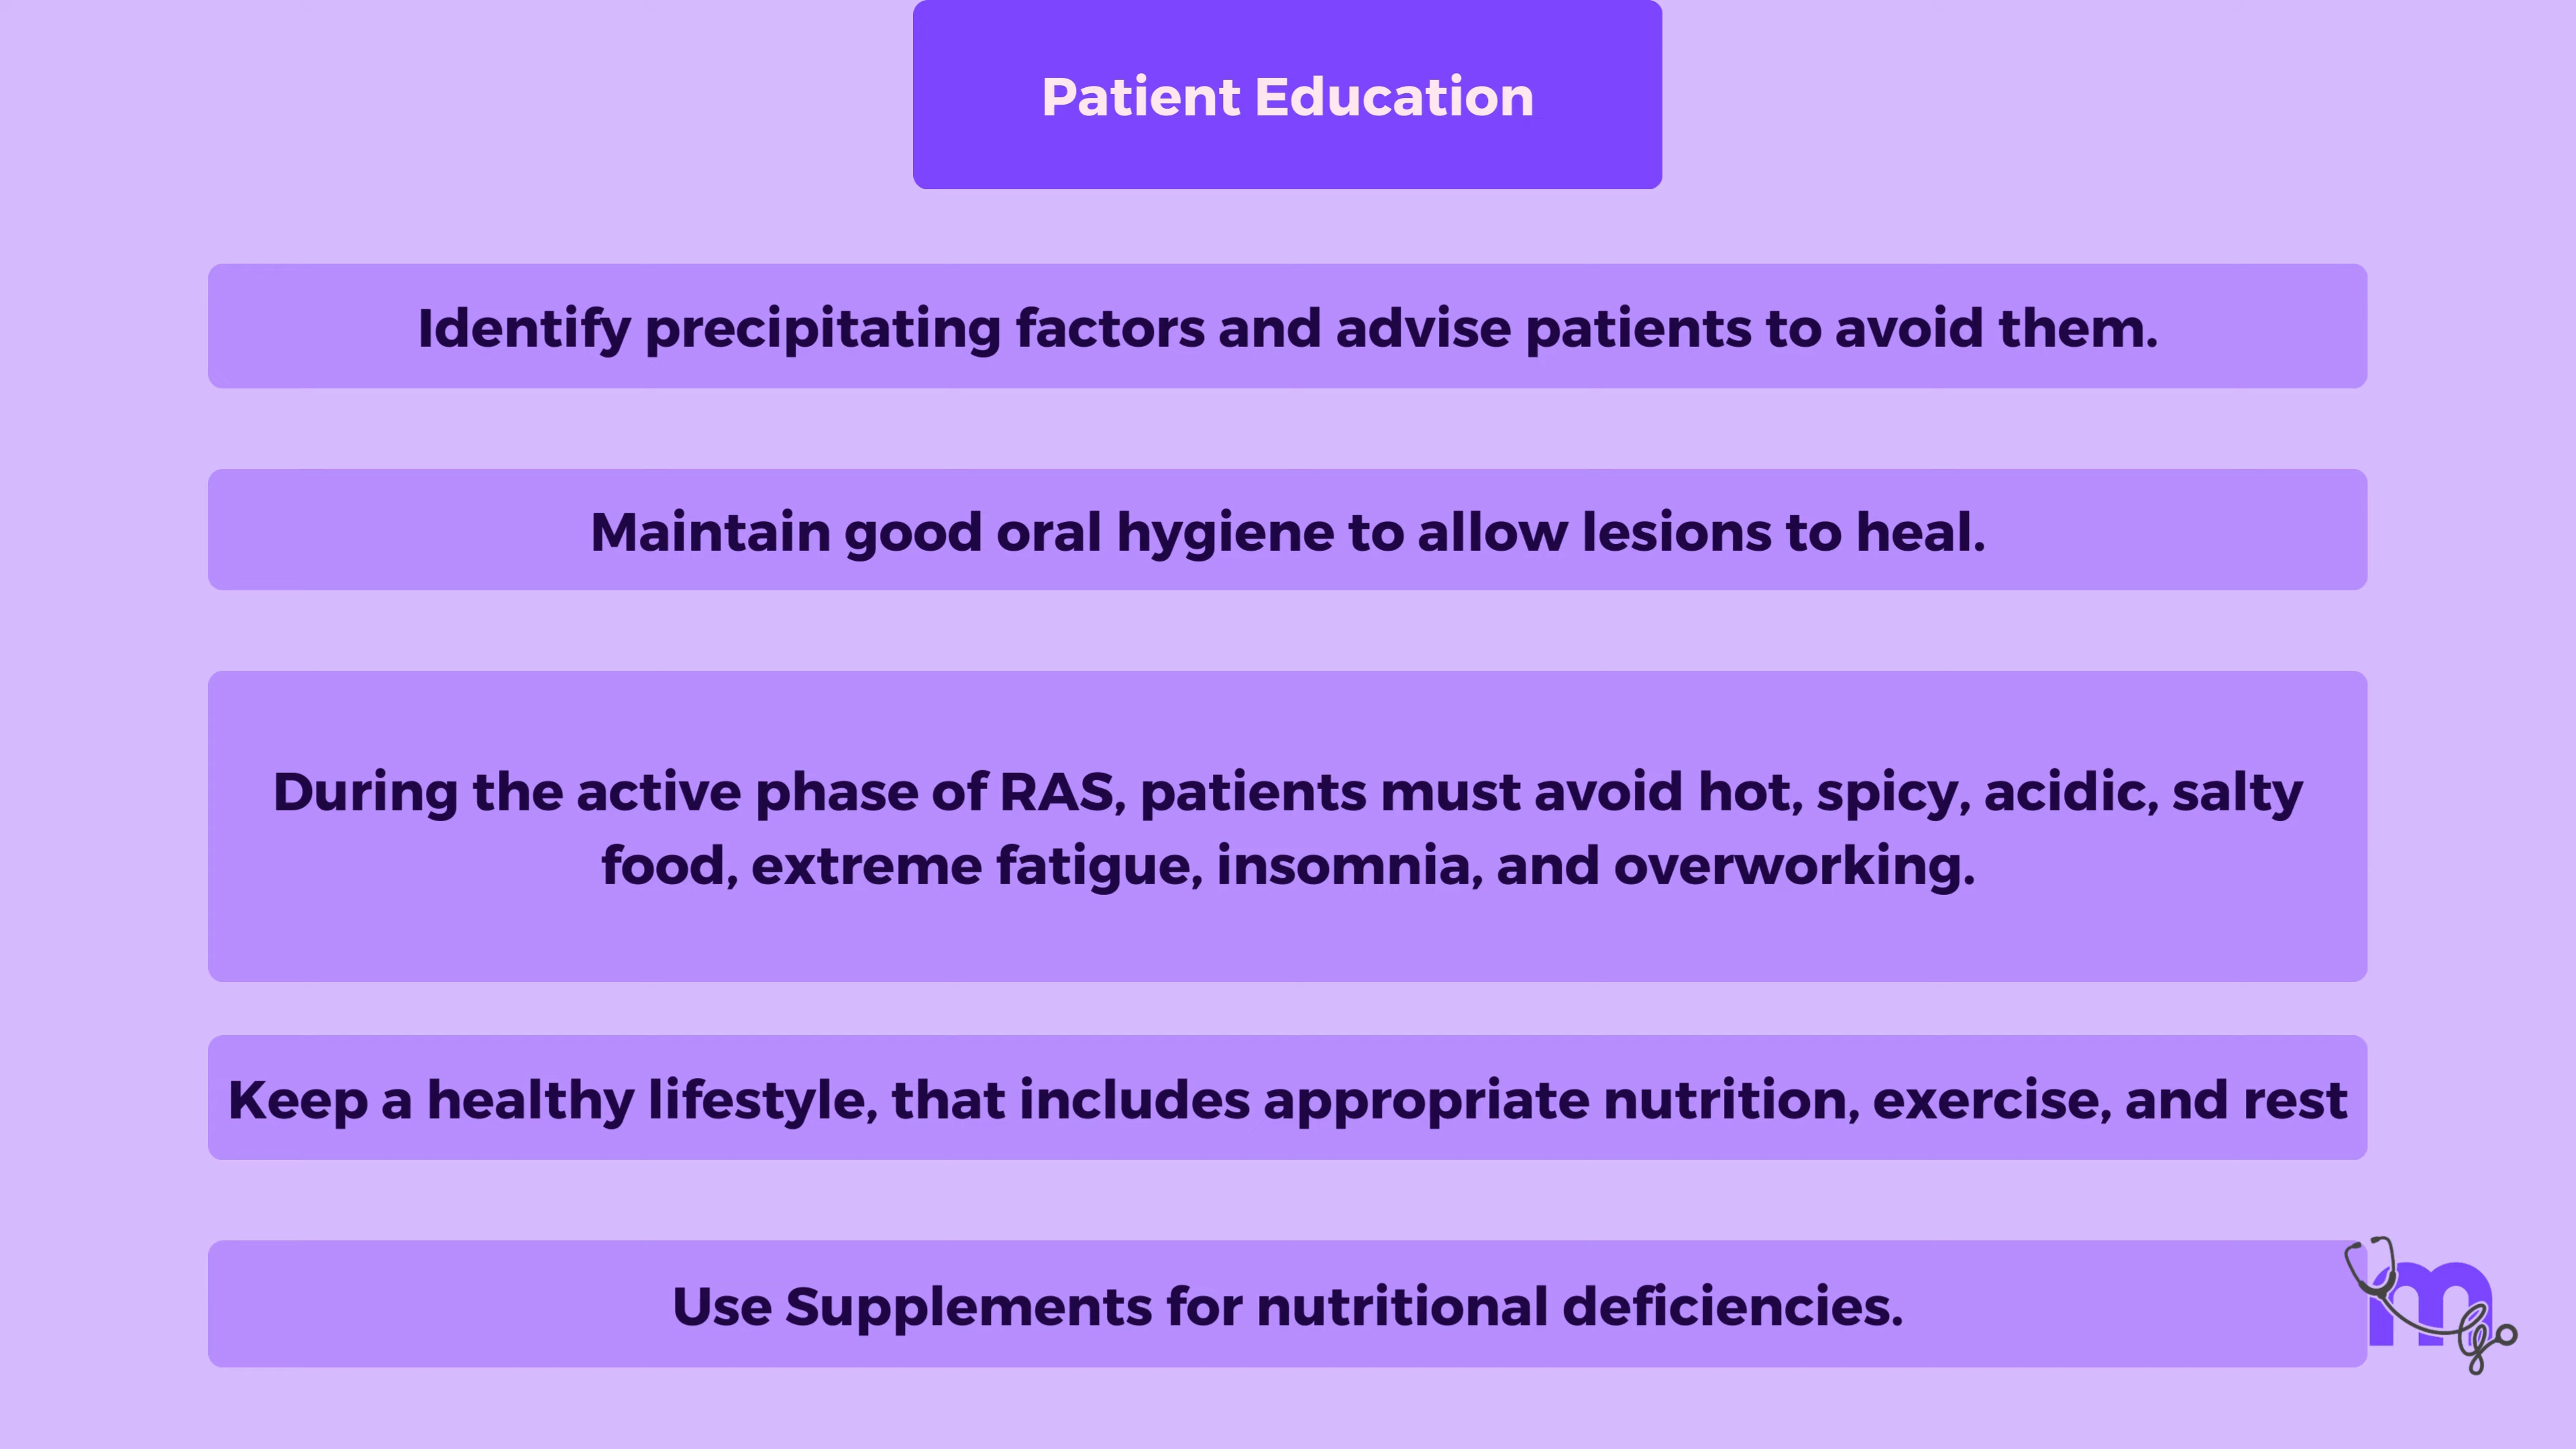 Patient Education
Identify precipitating factors and advise patients to avoid them.
Maintain good oral hygiene to allow lesions to heal.
During the active phase of RAS, patients must avoid hot, spicy, acidic, salty
food, extreme fatigue, insomnia, and overworking.
Keep a healthy lifestyle, that includes appropriate nutrition, exercise, and rest
Use Supplements for nutritional deficiencies.
m
go